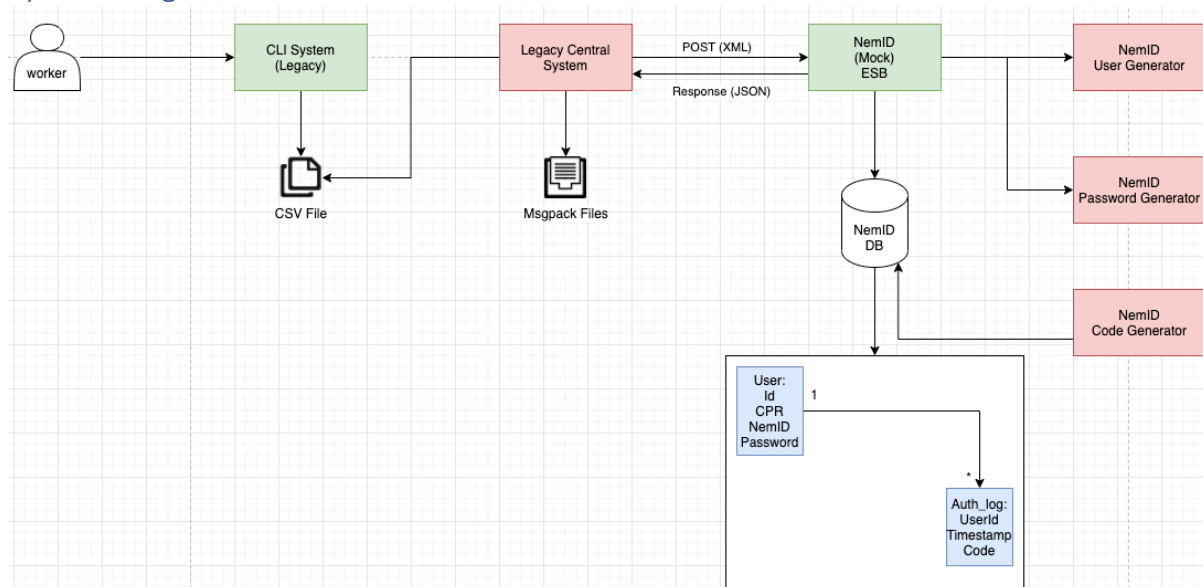 worker
CLI System
(Legacy)
CSV File
Legacy Central
System
Msgpack Files
POST (XML)
Response (JSON)
NemID
(Mock)
ESB
NemID
User Generator
NemID
Password Generator
NemID
DB
NemID
Code Generator
User:
Id
CPR
NemID
Password
1
*
Auth_log:
UserId
Timestamp
Code